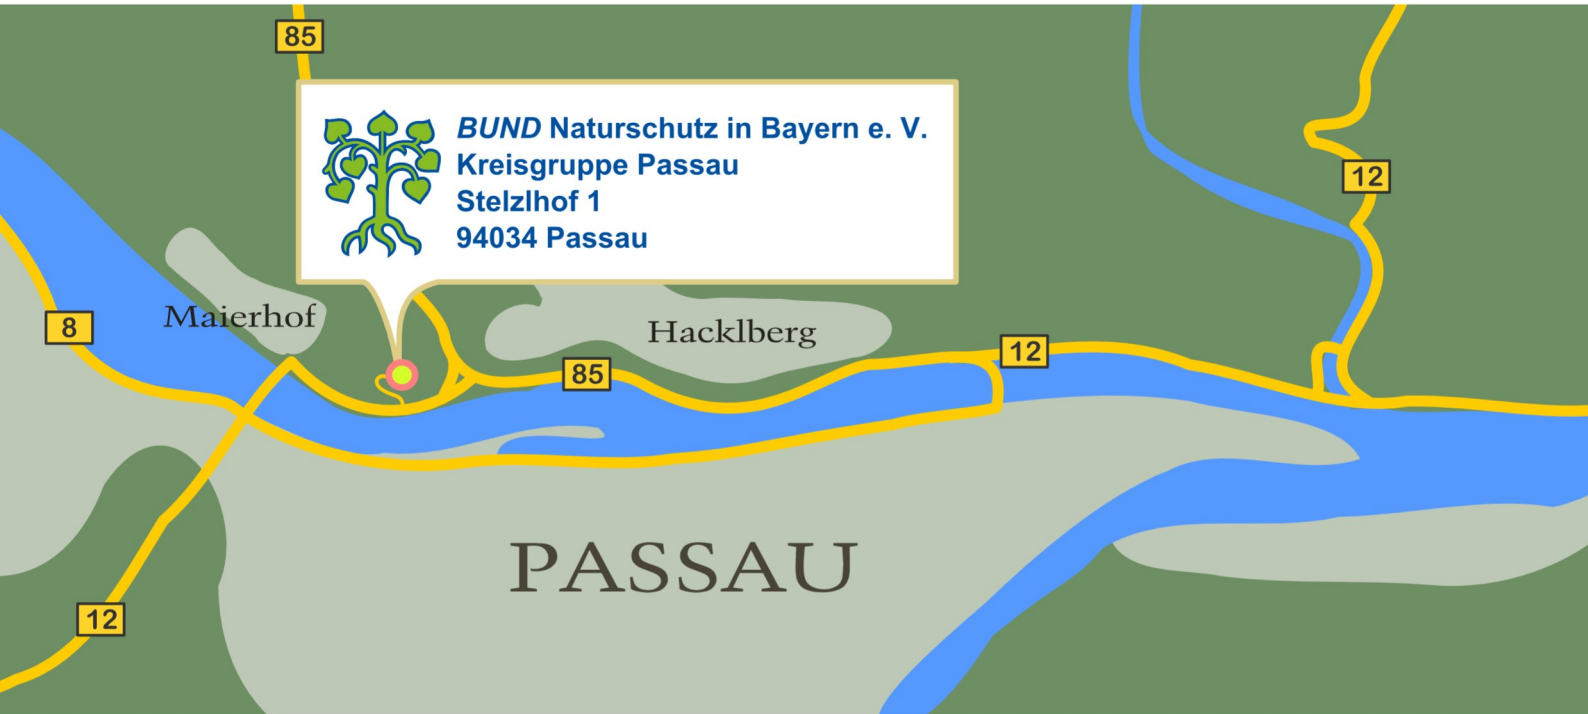 85
BUND Naturschutz in Bayern e. V.
Kreisgruppe Passau
Stelzlhof 1
94034 Passau
12
Maierhof
8
Hacklberg
12
85
PASSAU
12